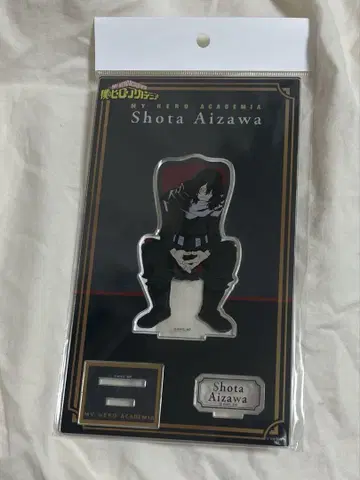 僕のヒーローアカデミア
MY HERO ACADEMIA
Shota Aizawa
Shota
Aizawa
MY HERO ACADEMIA